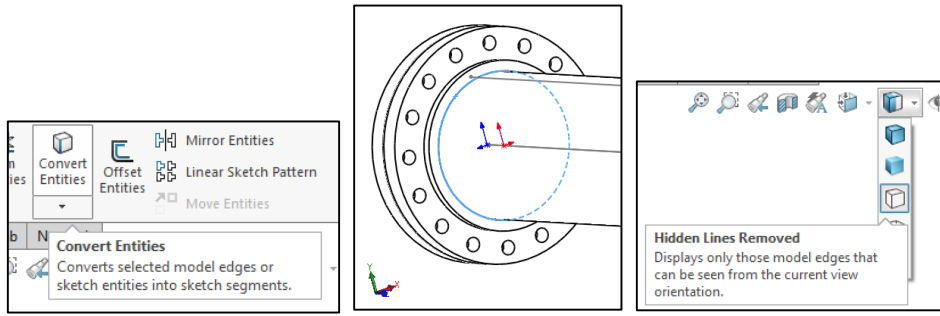 Convert
Entities
Offset
Entities
Mirror Entities
Linear Sketch Pattern
Move Entities
Convert Entities
Converts selected model edges or
sketch entities into sketch segments.
Y
X
Z
Hidden Lines Removed
Displays only those model edges that
can be seen from the current view
orientation.